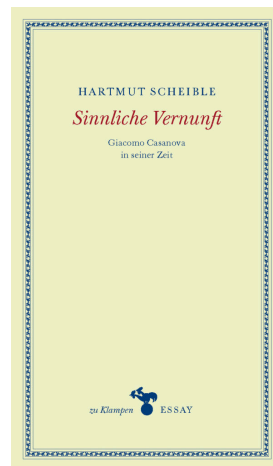 HARTMUT SCHEIBLE
Sinnliche Vernunft
Giacomo Casanova
in seiner Zeit
zu Klampen ESSAY